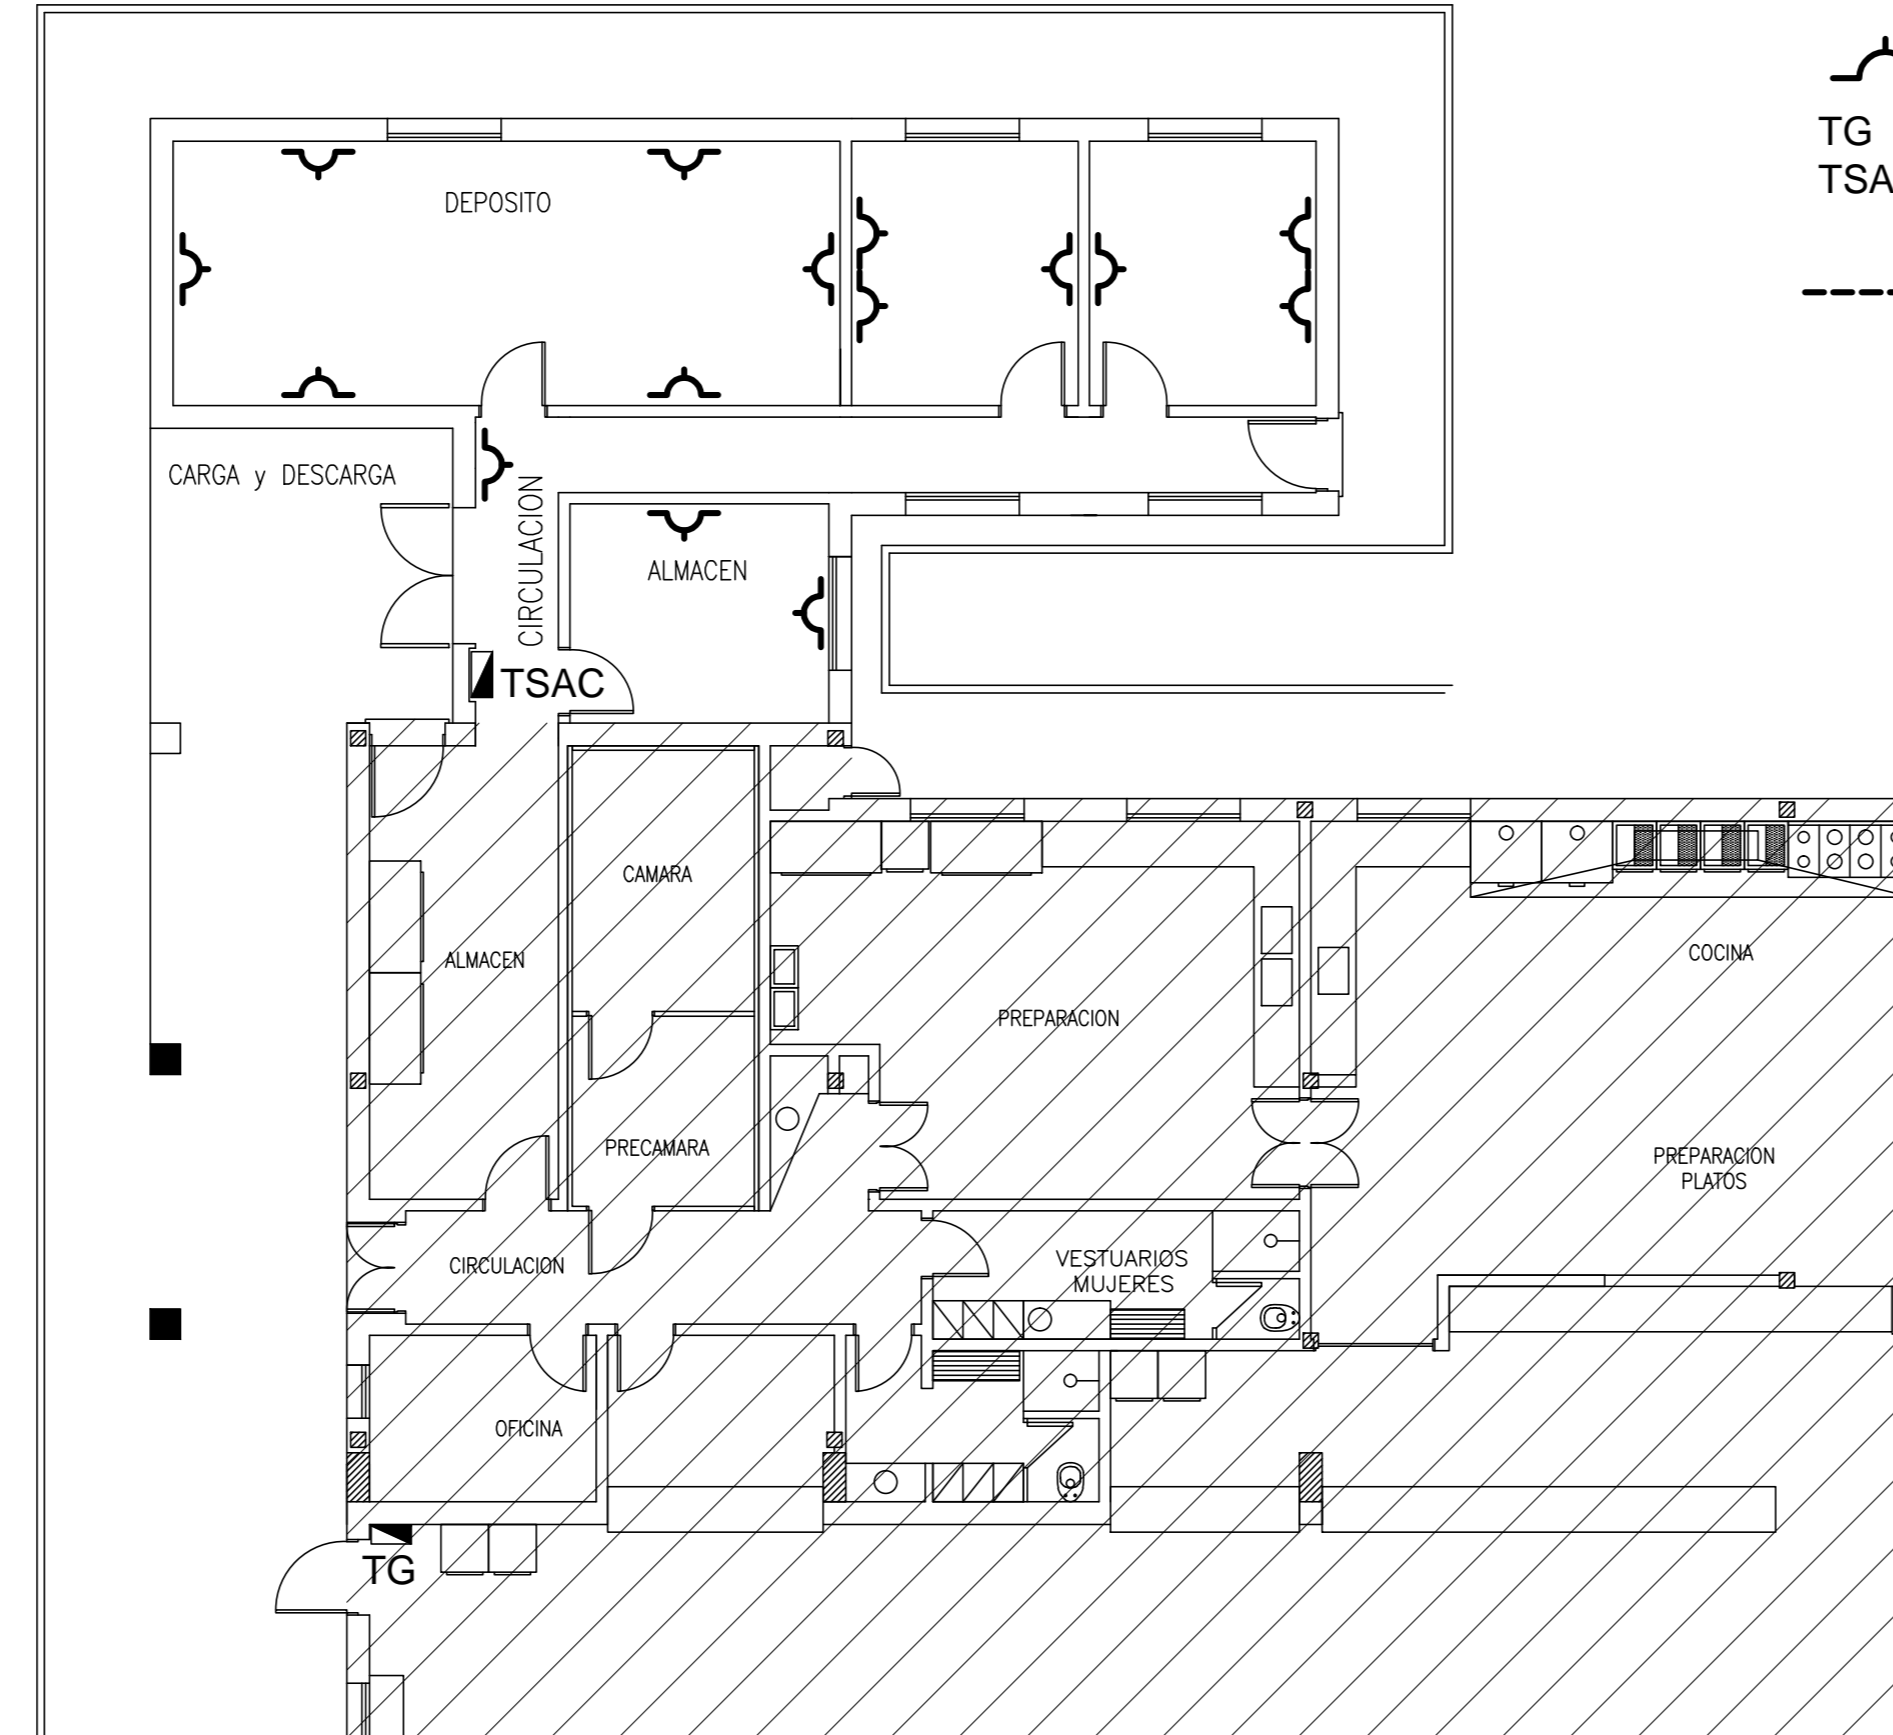 TG
TSA
DEPOSITO
CARGA y DESCARGA
CIRCULACION
ALMACEN
TSAC
CAMARA
ALMACEN
COCINA
PREPARACION
PRECAMARA
PREPARACION
PLATOS
CIRCULACION
VESTUARIOS
MUJERES
OFICINA
TG